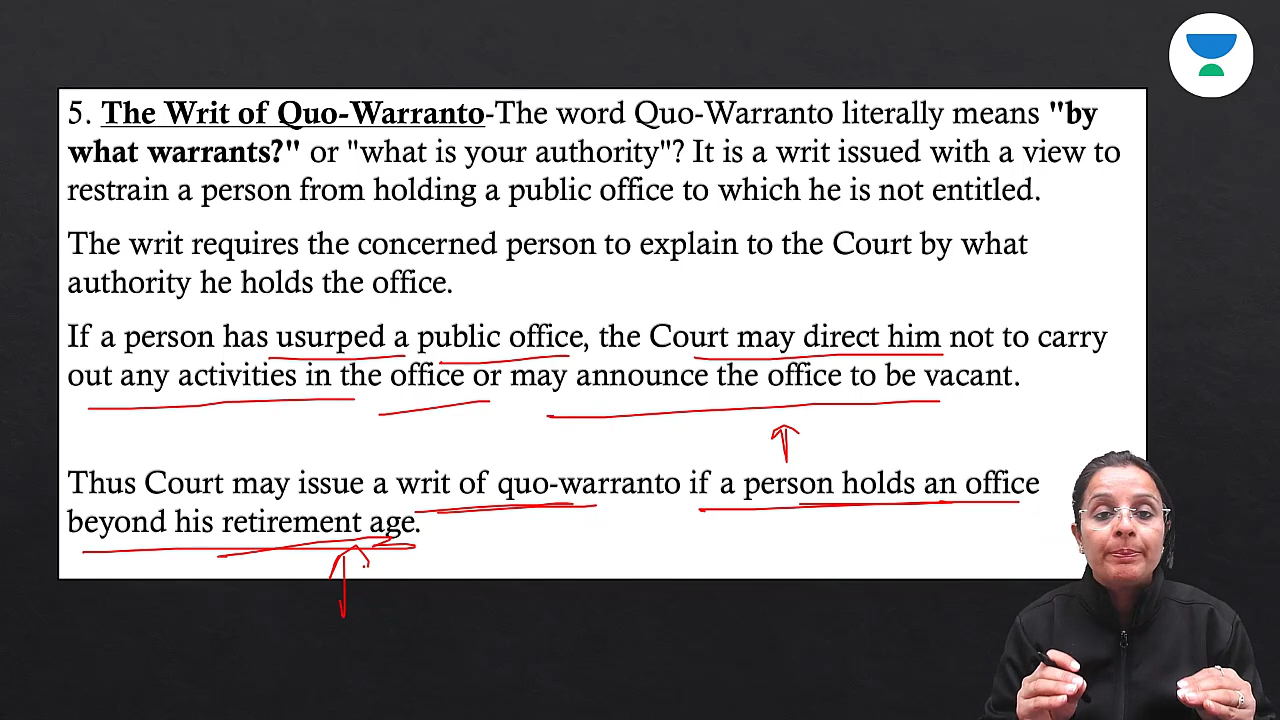 5. The Writ of Quo-Warranto-The word Quo-Warranto literally means "by
what warrants?" or "what is your authority"? It is a writ issued with a view to
restrain a person from holding a public office to which he is not entitled.
The writ requires the concerned person to explain to the Court by what
authority he holds the office.
If a person has usurped a public office, the Court may direct him not to carry
out any activities in the office or may announce the office to be vacant.
Thus Court may issue a writ of quo-warranto if a person holds an office
beyond his retirement age.